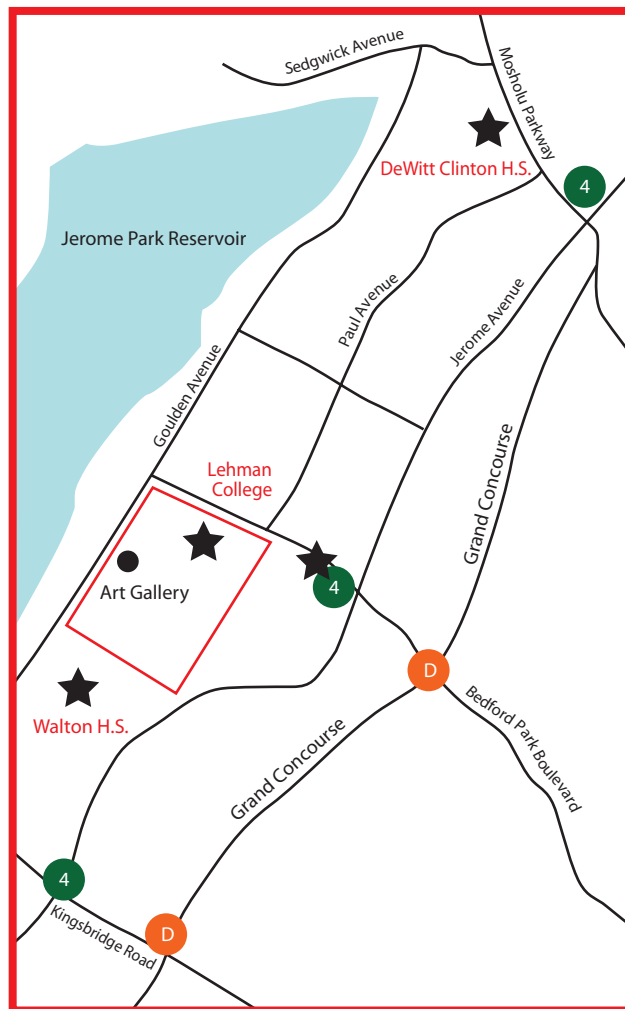 Sedgwick Avenue
Mosholu Parkway
DeWitt Clinton H.S.
4
Jerome Park Reservoir
Paul Avenue
Jerome Avenue
Goulden Avenue
Grand Concourse
Lehman
College
Art Gallery
4
D
Bedford Park Boulevard
Walton H.S.
Grand Concourse
4
Kingsbridge Road
D